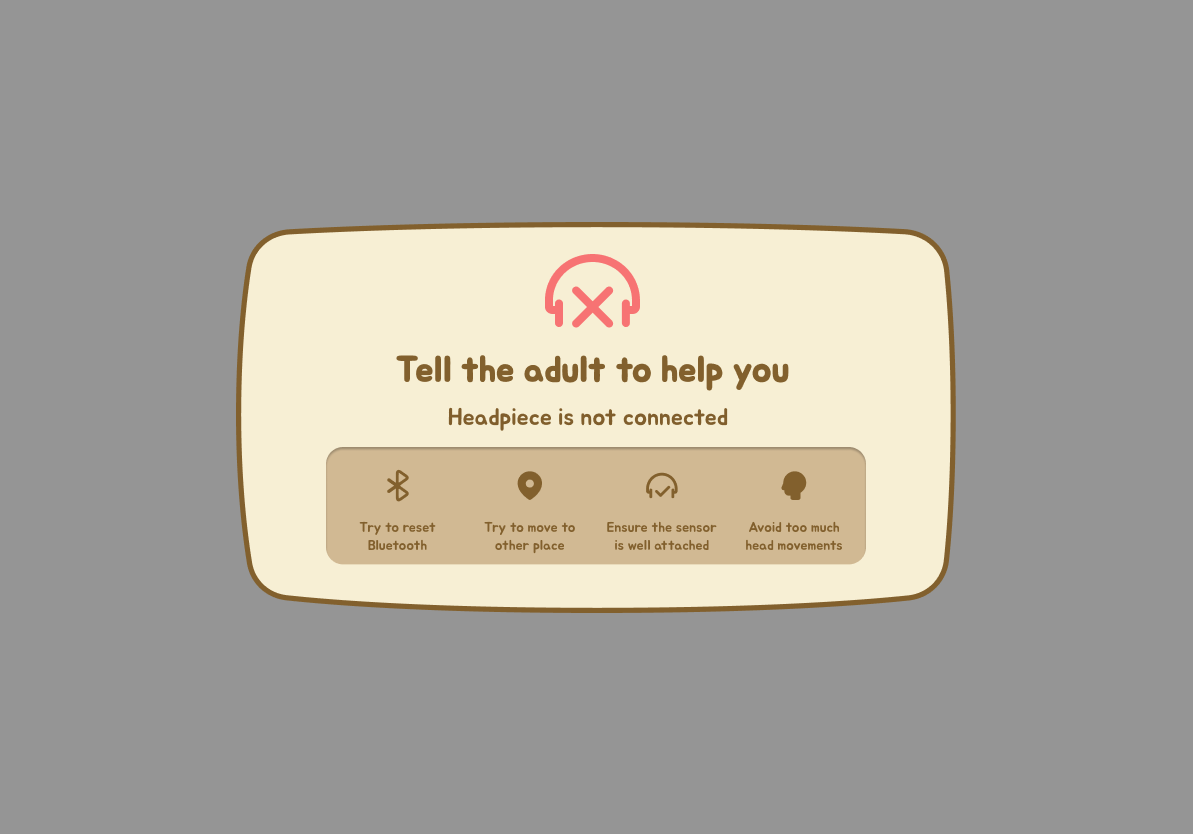 Tell the adult to help you
Headpiece is not connected
Try to reset
Bluetooth
Try to move to
other place
Ensure the sensor
is well attached
Avoid too much
head movements